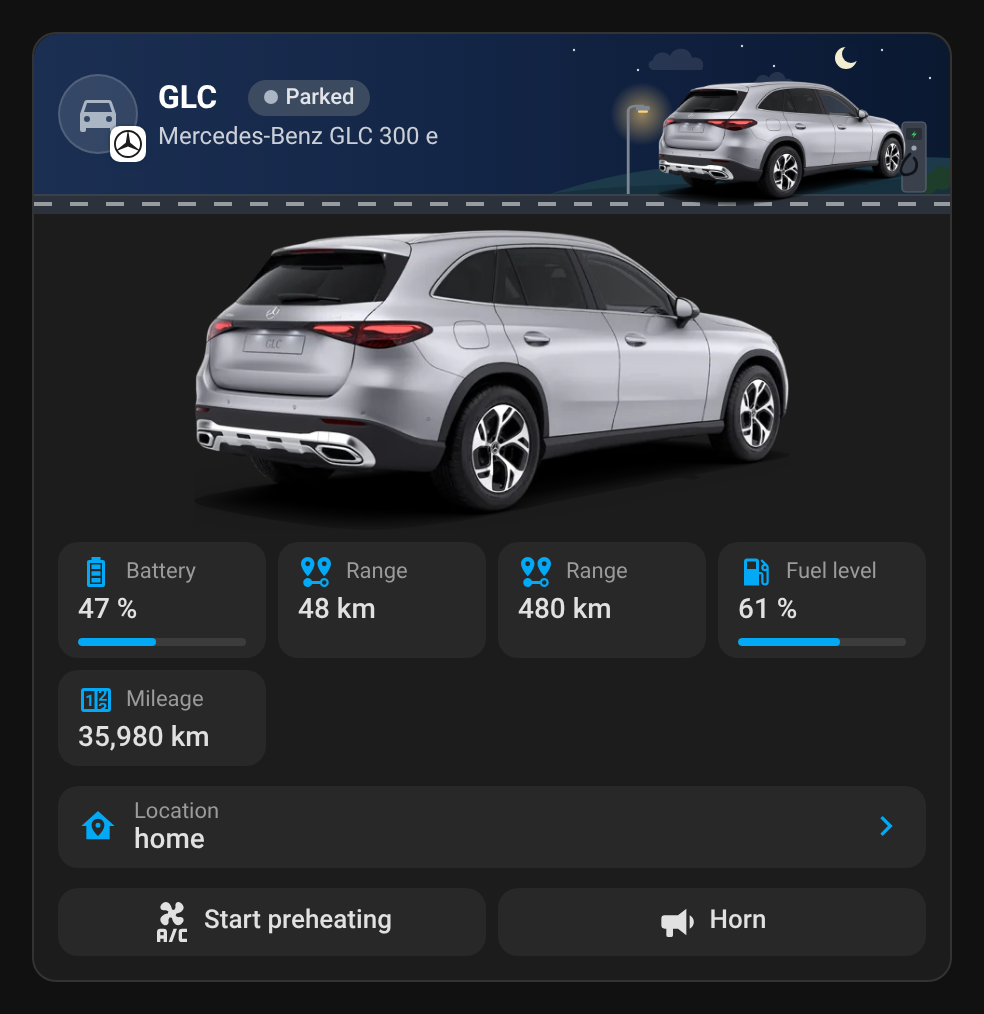 GLC
Parked
Mercedes-Benz GLC 300 e
GLC
Battery
47 %
Range
48 km
Range
480 km
Fuel level
61 %
Mileage
35,980 km
Location
home
A/C
Start preheating
Horn